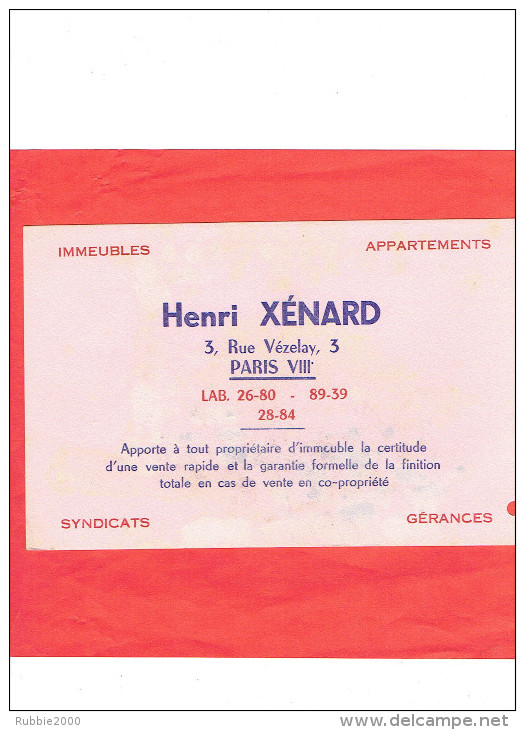 IMMEUBLES APPARTEMENTS
Henri XÉNARD
3, Rue Vézelay, 3
PARIS VIIIᵉ
LAB. 26-80 - 89-39
28-84
Apporte à tout propriétaire d'immeuble la certitude
d'une vente rapide et la garantie formelle de la finition
totale en cas de vente en co-propriété
SYNDICATS GÉRANCES
Rubbie2000
delcampe.net